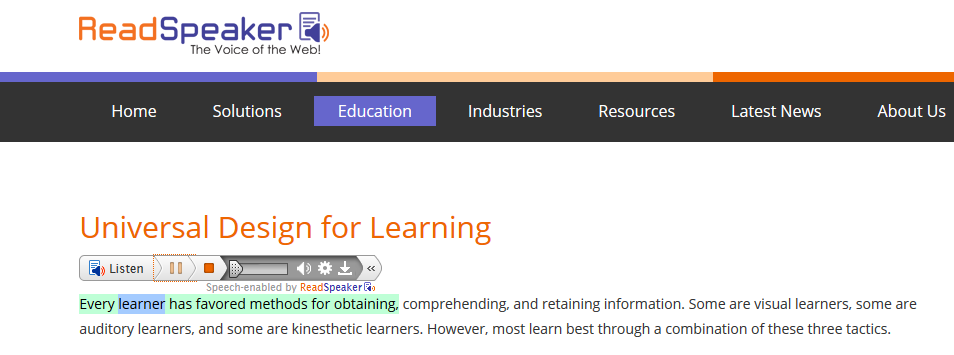 ReadSpeaker
The Voice of the Web!
Home Solutions Education Industries Resources Latest News About Us
Universal Design for Learning
Listen
Speech-enabled by ReadSpeaker
Every learner has favored methods for obtaining, comprehending, and retaining information. Some are visual learners, some are
auditory learners, and some are kinesthetic learners. However, most learn best through a combination of these three tactics.